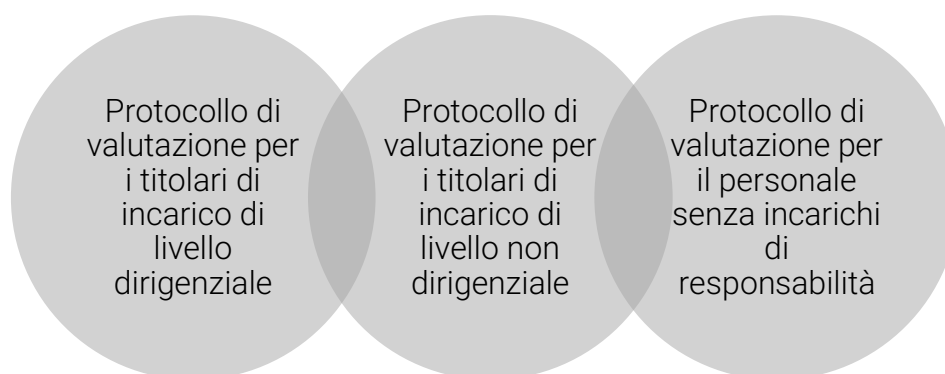 Protocollo di
valutazione per
i titolari di
incarico di
livello
dirigenziale
Protocollo di
valutazione per
i titolari di
incarico di
livello non
dirigenziale
Protocollo di
valutazione per
il personale
senza incarichi
di
responsabilità